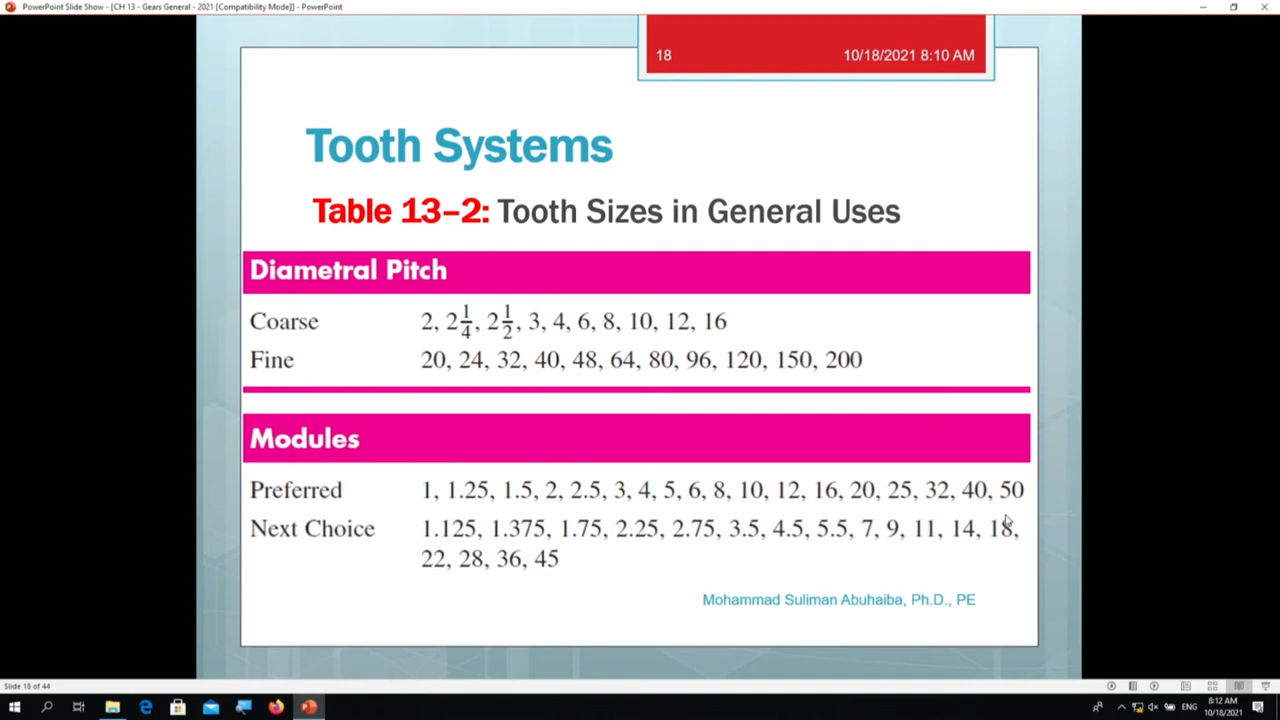 PowerPoint Slide Show - [CH 13 - Gears General - 2021 [Compatibility Mode]] - PowerPoint
18 10/18/2021 8:10 AM
Tooth Systems
Table 13–2: Tooth Sizes in General Uses
Diametral Pitch
Coarse 2, 2 1/4, 2 1/2, 3, 4, 6, 8, 10, 12, 16
Fine 20, 24, 32, 40, 48, 64, 80, 96, 120, 150, 200
Modules
Preferred 1, 1.25, 1.5, 2, 2.5, 3, 4, 5, 6, 8, 10, 12, 16, 20, 25, 32, 40, 50
Next Choice 1.125, 1.375, 1.75, 2.25, 2.75, 3.5, 4.5, 5.5, 7, 9, 11, 14, 18,
22, 28, 36, 45
Mohammad Suliman Abuhaiba, Ph.D., PE
Slide 18 of 44
ENG
8:12 AM
10/18/2021